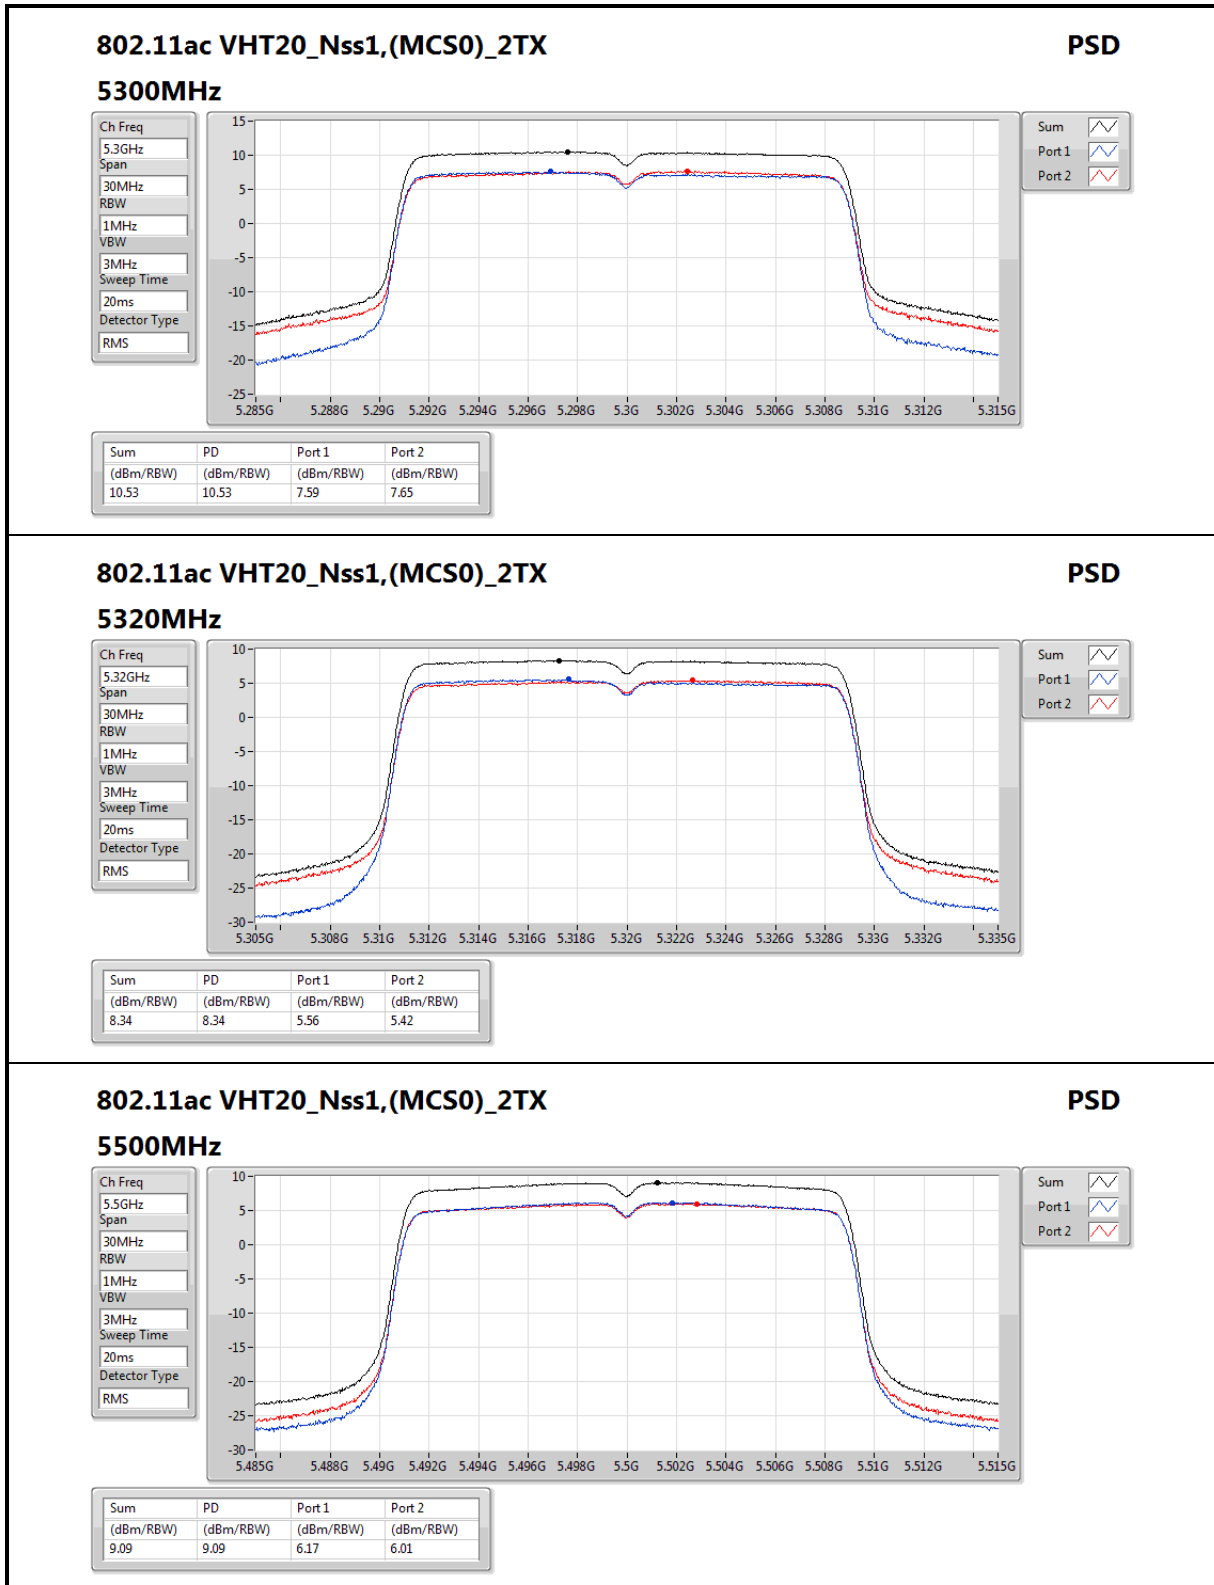 802.11ac VHT20_Nss1,(MCS0)_2TX PSD
5300MHz
Ch Freq
5.3GHz
Span
30MHz
RBW
1MHz
VBW
3MHz
Sweep Time
20ms
Detector Type
RMS
15
10
5
0
-5
-10
-15
-20
-25
5.285G 5.288G 5.29G 5.292G 5.294G 5.296G 5.298G 5.3G 5.302G 5.304G 5.306G 5.308G 5.31G 5.312G 5.315G
Sum
Port 1
Port 2
Sum PD Port 1 Port 2
(dBm/RBW) (dBm/RBW) (dBm/RBW) (dBm/RBW)
10.53 10.53 7.59 7.65
802.11ac VHT20_Nss1,(MCS0)_2TX PSD
5320MHz
Ch Freq
5.32GHz
Span
30MHz
RBW
1MHz
VBW
3MHz
Sweep Time
20ms
Detector Type
RMS
10
5
0
-5
-10
-15
-20
-25
-30
5.305G 5.308G 5.31G 5.312G 5.314G 5.316G 5.318G 5.32G 5.322G 5.324G 5.326G 5.328G 5.33G 5.332G 5.335G
Sum
Port 1
Port 2
Sum PD Port 1 Port 2
(dBm/RBW) (dBm/RBW) (dBm/RBW) (dBm/RBW)
8.34 8.34 5.56 5.42
802.11ac VHT20_Nss1,(MCS0)_2TX PSD
5500MHz
Ch Freq
5.5GHz
Span
30MHz
RBW
1MHz
VBW
3MHz
Sweep Time
20ms
Detector Type
RMS
10
5
0
-5
-10
-15
-20
-25
-30
5.485G 5.488G 5.49G 5.492G 5.494G 5.496G 5.498G 5.5G 5.502G 5.504G 5.506G 5.508G 5.51G 5.512G 5.515G
Sum
Port 1
Port 2
Sum PD Port 1 Port 2
(dBm/RBW) (dBm/RBW) (dBm/RBW) (dBm/RBW)
9.09 9.09 6.17 6.01